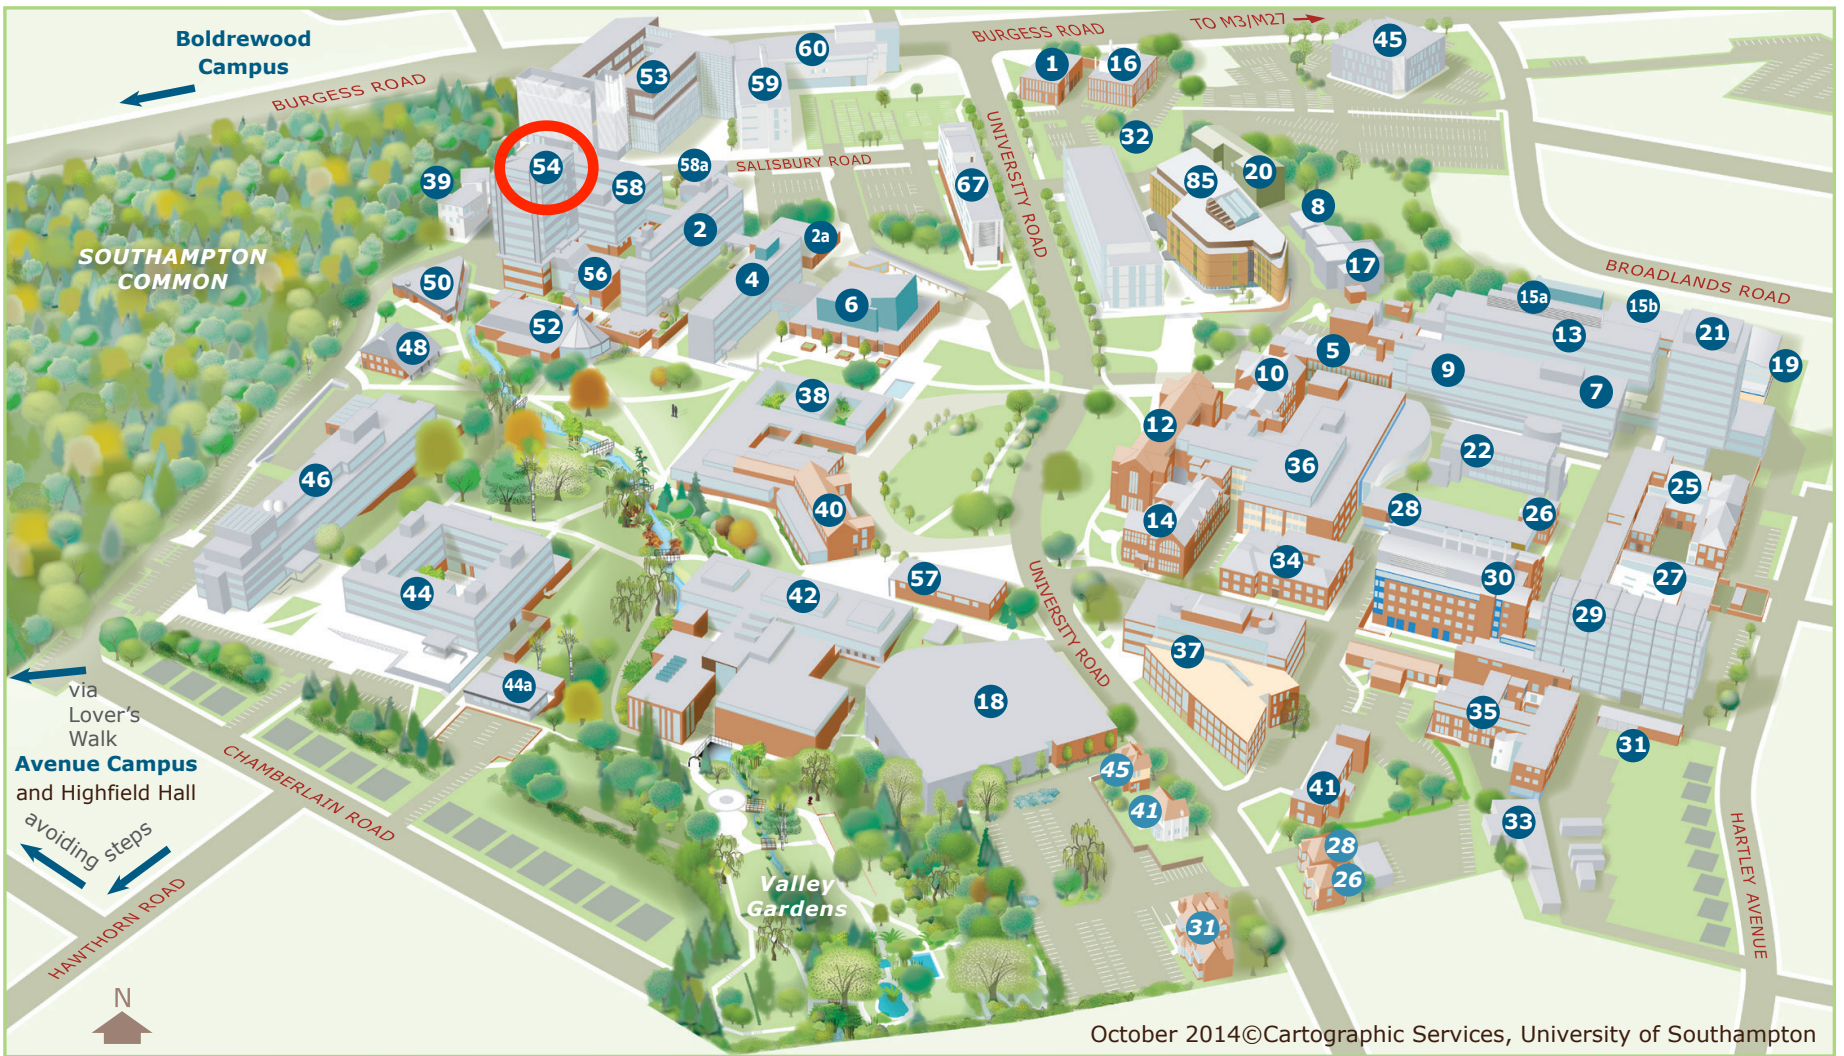 Boldrewood
Campus
BURGESS ROAD
BURGESS ROAD
TO M3/M27
60
53
59
1
16
45
54
39
58
58a
SALISBURY ROAD
67
UNIVERSITY ROAD
32
85
20
8
17
SOUTHAMPTON
COMMON
50
56
2
2a
4
6
52
48
BROADLANDS ROAD
15a
15b
13
21
19
5
9
10
7
38
12
36
22
46
40
14
28
26
25
44
42
57
34
30
29
27
UNIVERSITY ROAD
37
44a
18
35
31
via
Lover's
Walk
Avenue Campus
and Highfield Hall
avoiding steps
CHAMBERLAIN ROAD
HAWTHORN ROAD
45
41
41
33
28
26
31
HARTLEY AVENUE
Valley
Gardens
N
October 2014©Cartographic Services, University of Southampton